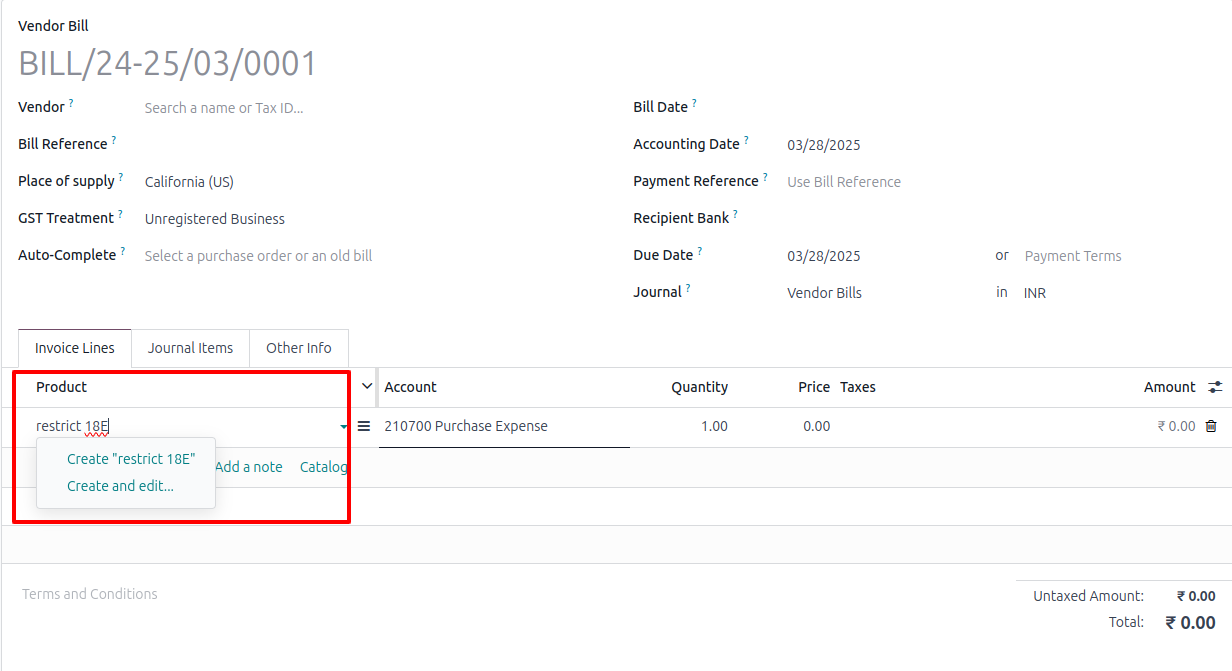 Vendor Bill
BILL/24-25/03/0001
Vendor ? Search a name or Tax ID... Bill Date ?
Bill Reference ? Accounting Date ? 03/28/2025
Place of supply ? California (US) Payment Reference ? Use Bill Reference
GST Treatment ? Unregistered Business Recipient Bank ?
Auto-Complete ? Select a purchase order or an old bill Due Date ? 03/28/2025 or Payment Terms
Journal ? Vendor Bills in INR
Invoice Lines Journal Items Other Info
Product Account Quantity Price Taxes Amount
restrict 18E 210700 Purchase Expense 1.00 0.00 ₹ 0.00
Create "restrict 18E" Add a note Catalog
Create and edit...
Terms and Conditions Untaxed Amount: ₹ 0.00
Total: ₹ 0.00